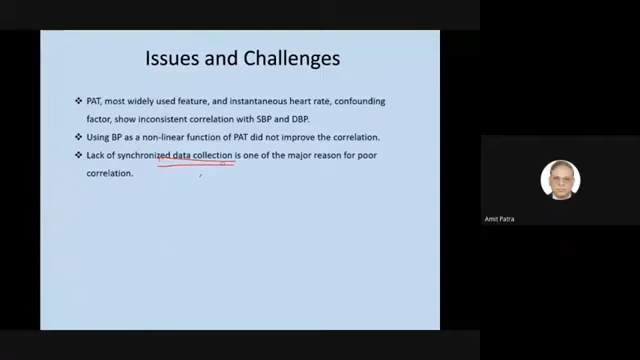 Issues and Challenges
❖ PAT, most widely used feature, and instantaneous heart rate, confounding
factor, show inconsistent correlation with SBP and DBP.
❖ Using BP as a non-linear function of PAT did not improve the correlation.
❖ Lack of synchronized data collection is one of the major reason for poor
correlation.
Amit Patra